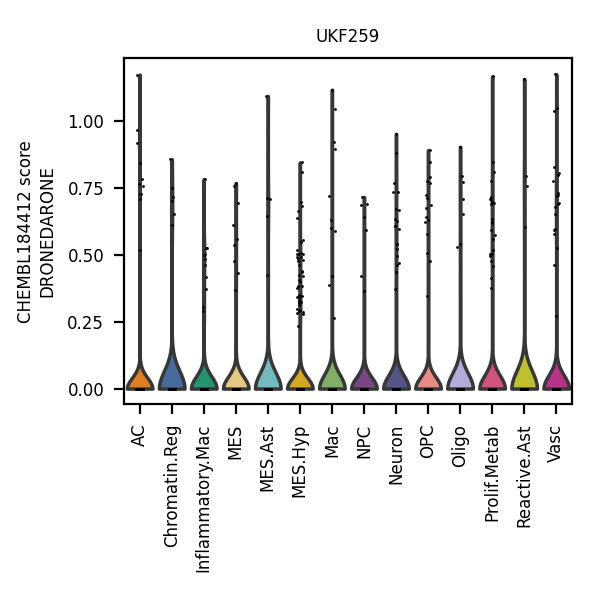 UKF259
CHEMBL184412 score
DRONEDARONE
1.00
0.75
0.50
0.25
0.00
AC
Chromatin.Reg
Inflammatory.Mac
MES
MES.Ast
MES.Hyp
Mac
NPC
Neuron
OPC
Oligo
Prolif.Metab
Reactive.Ast
Vasc